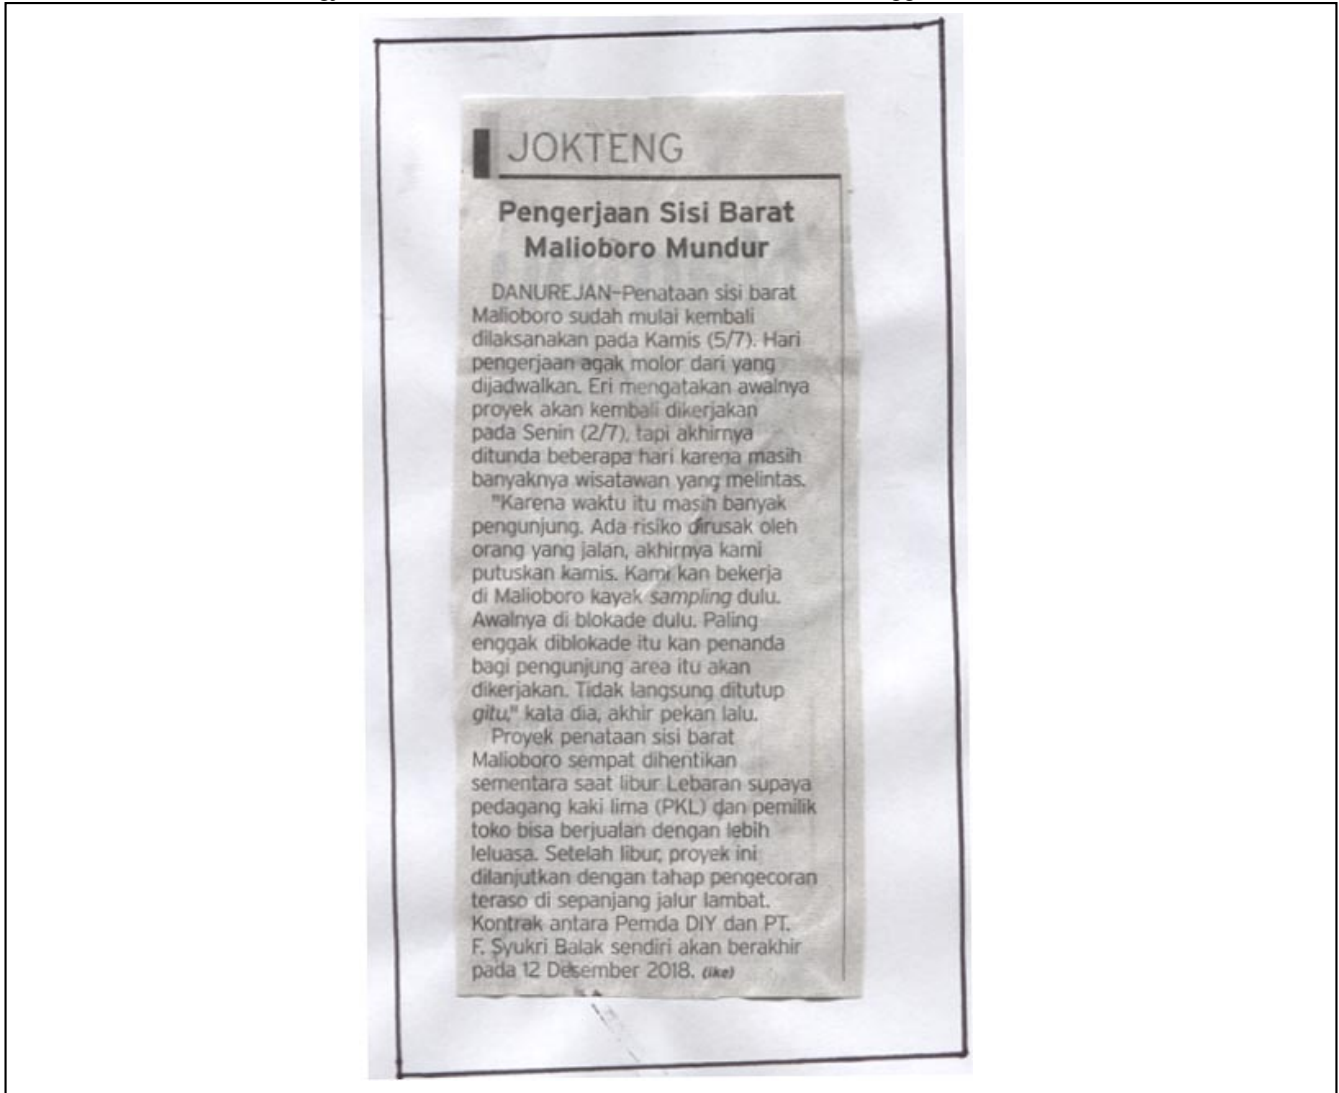 JOKTENG
Pengerjaan Sisi Barat
Malioboro Mundur
DANUREJAN–Penataan sisi barat
Malioboro sudah mulai kembali
dilaksanakan pada Kamis (5/7). Hari
pengerjaan agak molor dari yang
dijadwalkan. Eri mengatakan awalnya
proyek akan kembali dikerjakan
pada Senin (2/7), tapi akhirnya
ditunda beberapa hari karena masih
banyaknya wisatawan yang melintas.
"Karena waktu itu masih banyak
pengunjung. Ada risiko dirusak oleh
orang yang jalan, akhirnya kami
putuskan kamis. Kami kan bekerja
di Malioboro kayak sampling dulu.
Awalnya di blokade dulu. Paling
enggak diblokade itu kan penanda
bagi pengunjung area itu akan
dikerjakan. Tidak langsung ditutup
gitu," kata dia, akhir pekan lalu.
Proyek penataan sisi barat
Malioboro sempat dihentikan
sementara saat libur Lebaran supaya
pedagang kaki lima (PKL) dan pemilik
toko bisa berjualan dengan lebih
leluasa. Setelah libur, proyek ini
dilanjutkan dengan tahap pengecoran
teraso di sepanjang jalur lambat.
Kontrak antara Pemda DIY dan PT.
F. Syukri Balak sendiri akan berakhir
pada 12 Desember 2018. (ike)